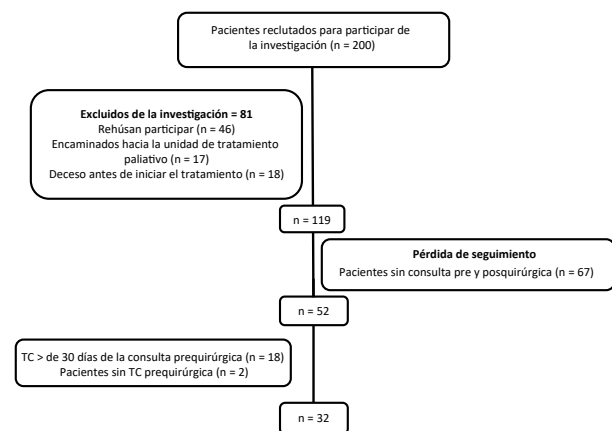 Pacientes reclutados para participar de
la investigación (n = 200)
Excluidos de la investigación = 81
Rehúsan participar (n = 46)
Encaminados hacia la unidad de tratamiento
paliativo (n = 17)
Deceso antes de iniciar el tratamiento (n = 18)
n = 119
Pérdida de seguimiento
Pacientes sin consulta pre y posquirúrgica (n = 67)
n = 52
TC > de 30 días de la consulta prequirúrgica (n = 18)
Pacientes sin TC prequirúrgica (n = 2)
n = 32